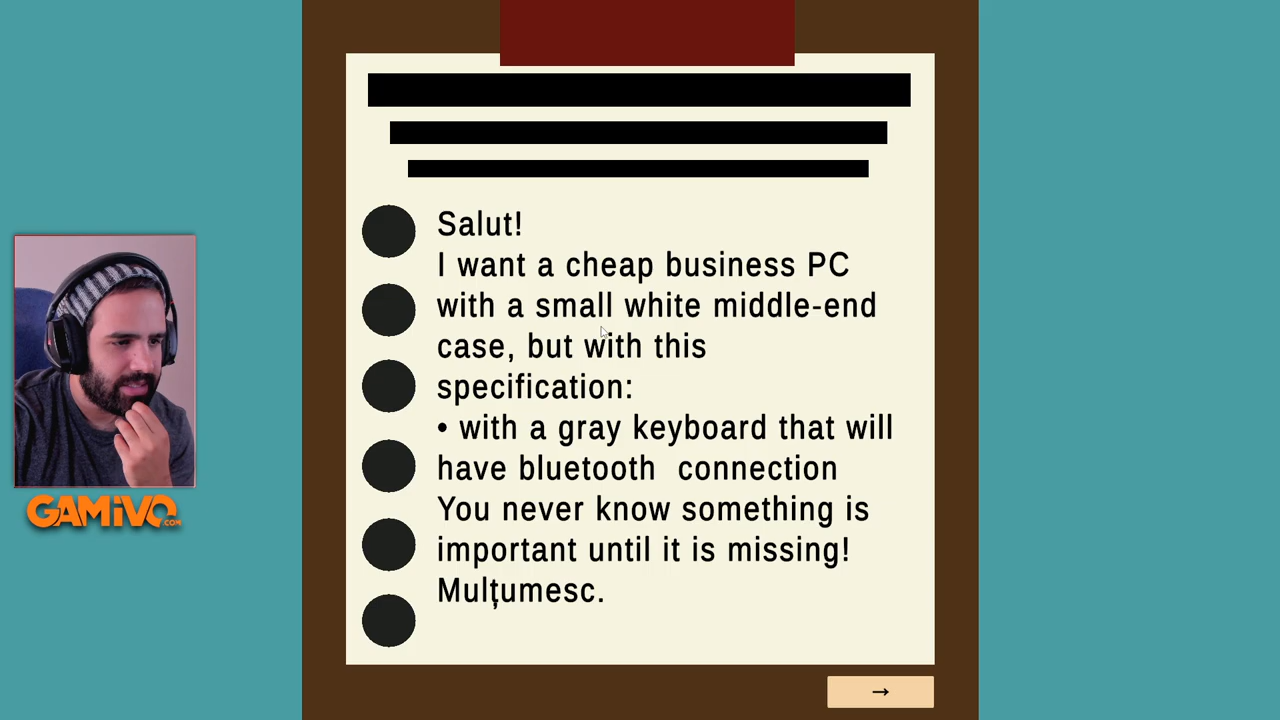 Salut!
I want a cheap business PC
with a small white middle-end
case, but with this
specification:
• with a gray keyboard that will
have bluetooth  connection
You never know something is
important until it is missing!
Mulțumesc.
GAMIVO
.COM
→